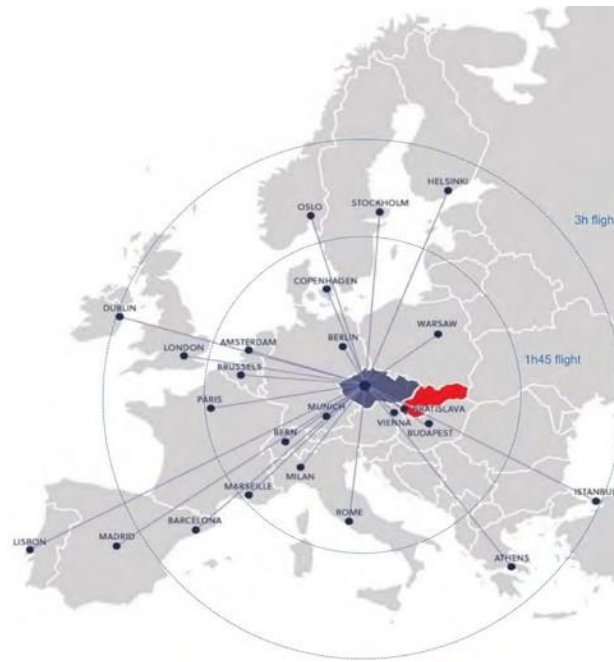 HELSINKI
STOCKHOLM
OSLO
3h fligh
COPENHAGEN
DUBLIN
WARSAW
BERLIN
AMSTERDAM
LONDON
1h45 flight
BRUSSELS
PARIS
MUNICH
BRATISLAVA
VIENNA
BUDAPEST
BERN
MILAN
MARSEILLE
ISTANBUL
ROME
BARCELONA
MADRID
LISBON
ATHENS